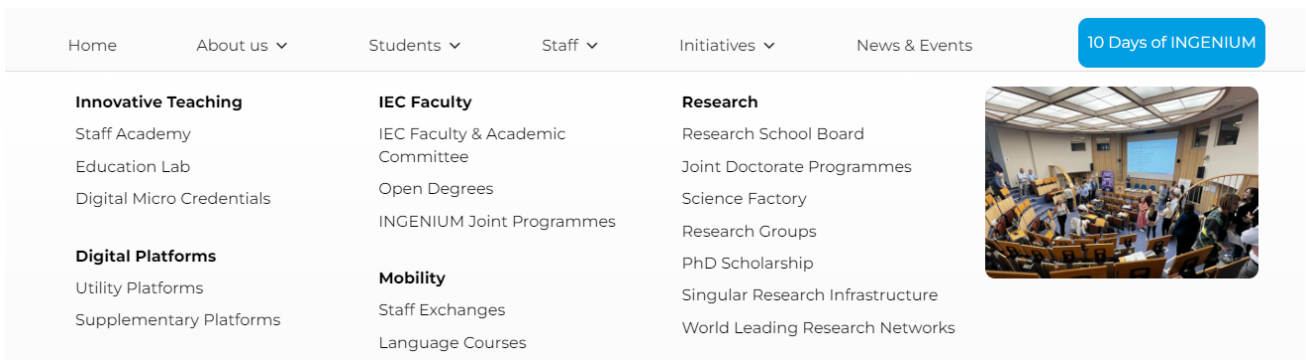 Home
About us
Students
Staff
Initiatives
News & Events
10 Days of INGENIUM
Innovative Teaching
Staff Academy
Education Lab
Digital Micro Credentials
Digital Platforms
Utility Platforms
Supplementary Platforms
IEC Faculty
IEC Faculty & Academic
Committee
Open Degrees
INGENIUM Joint Programmes
Mobility
Staff Exchanges
Language Courses
Research
Research School Board
Joint Doctorate Programmes
Science Factory
Research Groups
PhD Scholarship
Singular Research Infrastructure
World Leading Research Networks